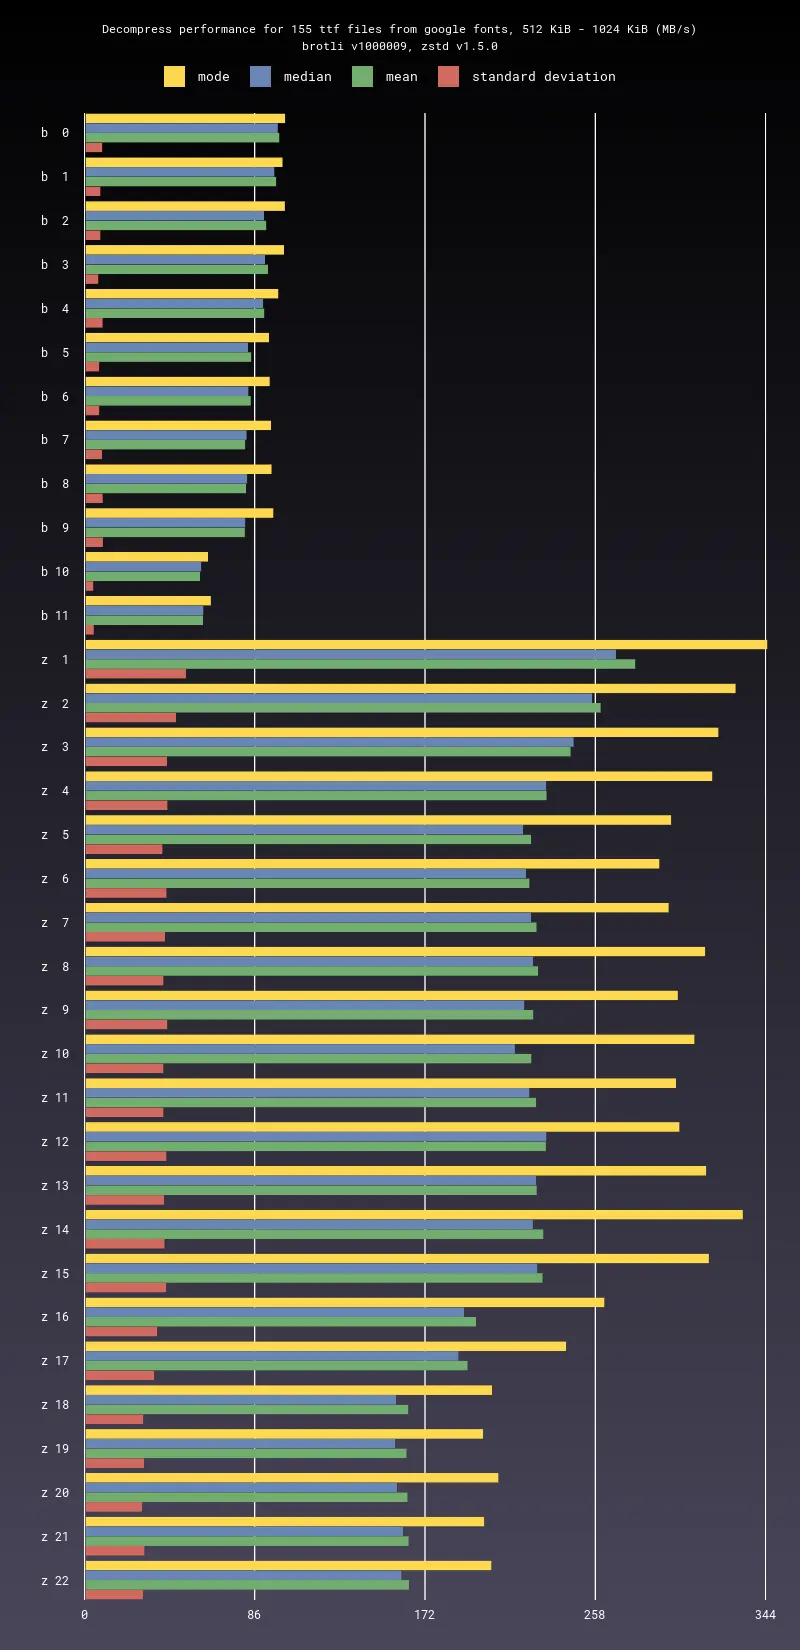 Decompress performance for 155 ttf files from google fonts, 512 KiB - 1024 KiB (MB/s)
brotli v1000009, zstd v1.5.0
mode median mean standard deviation
b 0
b 1
b 2
b 3
b 4
b 5
b 6
b 7
b 8
b 9
b 10
b 11
z 1
z 2
z 3
z 4
z 5
z 6
z 7
z 8
z 9
z 10
z 11
z 12
z 13
z 14
z 15
z 16
z 17
z 18
z 19
z 20
z 21
z 22
0 86 172 258 344